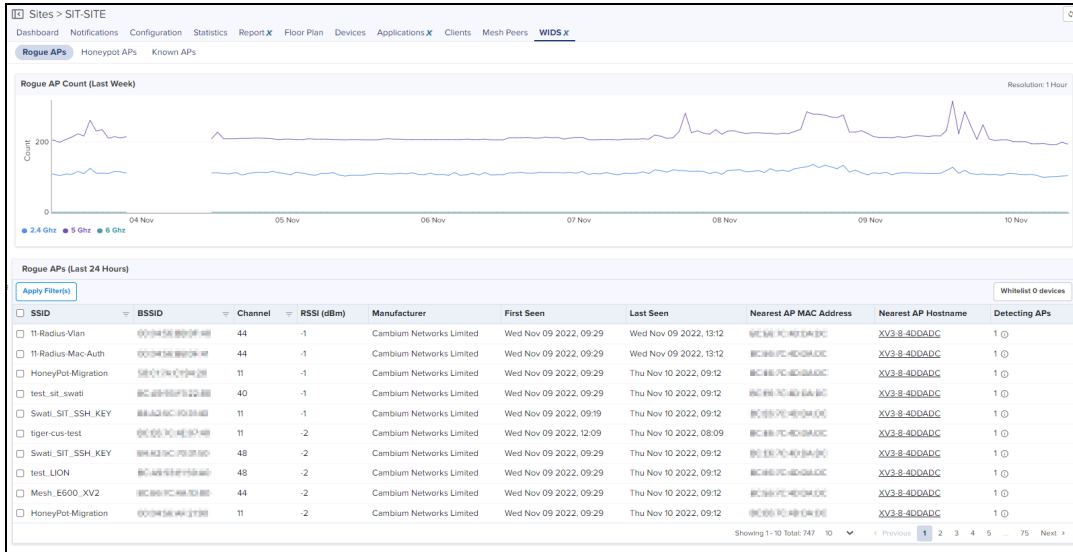 Sites > SIT-SITE
Dashboard Notifications Configuration Statistics Report X Floor Plan Devices Applications X Clients Mesh Peers WIDS X
Rogue APs Honeypot APs Known APs
Rogue AP Count (Last Week) Resolution: 1 Hour
Count
200
0
04 Nov 05 Nov 06 Nov 07 Nov 08 Nov 09 Nov 10 Nov
2.4 Ghz 5 Ghz 6 Ghz
Rogue APs (Last 24 Hours)
Apply Filter(s) Whitelist 0 devices
SSID BSSID Channel RSSI (dBm) Manufacturer First Seen Last Seen Nearest AP MAC Address Nearest AP Hostname Detecting APs
11-Radius-Vlan 44 -1 Cambium Networks Limited Wed Nov 09 2022, 09:29 Wed Nov 09 2022, 13:12 XV3-8-4DDADC 1
11-Radius-Mac-Auth 44 -1 Cambium Networks Limited Wed Nov 09 2022, 09:29 Wed Nov 09 2022, 13:12 XV3-8-4DDADC 1
HoneyPot-Migration 11 -1 Cambium Networks Limited Wed Nov 09 2022, 09:29 Thu Nov 10 2022, 09:12 XV3-8-4DDADC 1
test_sit_swati 40 -1 Cambium Networks Limited Wed Nov 09 2022, 09:29 Thu Nov 10 2022, 09:12 XV3-8-4DDADC 1
Swati_SIT_SSH_KEY 11 -1 Cambium Networks Limited Wed Nov 09 2022, 09:19 Thu Nov 10 2022, 09:12 XV3-8-4DDADC 1
tiger-cus-test 11 -2 Cambium Networks Limited Wed Nov 09 2022, 12:09 Thu Nov 10 2022, 08:09 XV3-8-4DDADC 1
Swati_SIT_SSH_KEY 48 -2 Cambium Networks Limited Wed Nov 09 2022, 09:29 Thu Nov 10 2022, 09:12 XV3-8-4DDADC 1
test_LION 48 -2 Cambium Networks Limited Wed Nov 09 2022, 09:29 Thu Nov 10 2022, 09:12 XV3-8-4DDADC 1
Mesh_E600_XV2 44 -2 Cambium Networks Limited Wed Nov 09 2022, 09:29 Thu Nov 10 2022, 09:12 XV3-8-4DDADC 1
HoneyPot-Migration 11 -2 Cambium Networks Limited Wed Nov 09 2022, 09:29 Thu Nov 10 2022, 09:12 XV3-8-4DDADC 1
Showing 1 - 10 Total: 747 10 < Previous 1 2 3 4 5 ... 75 Next >